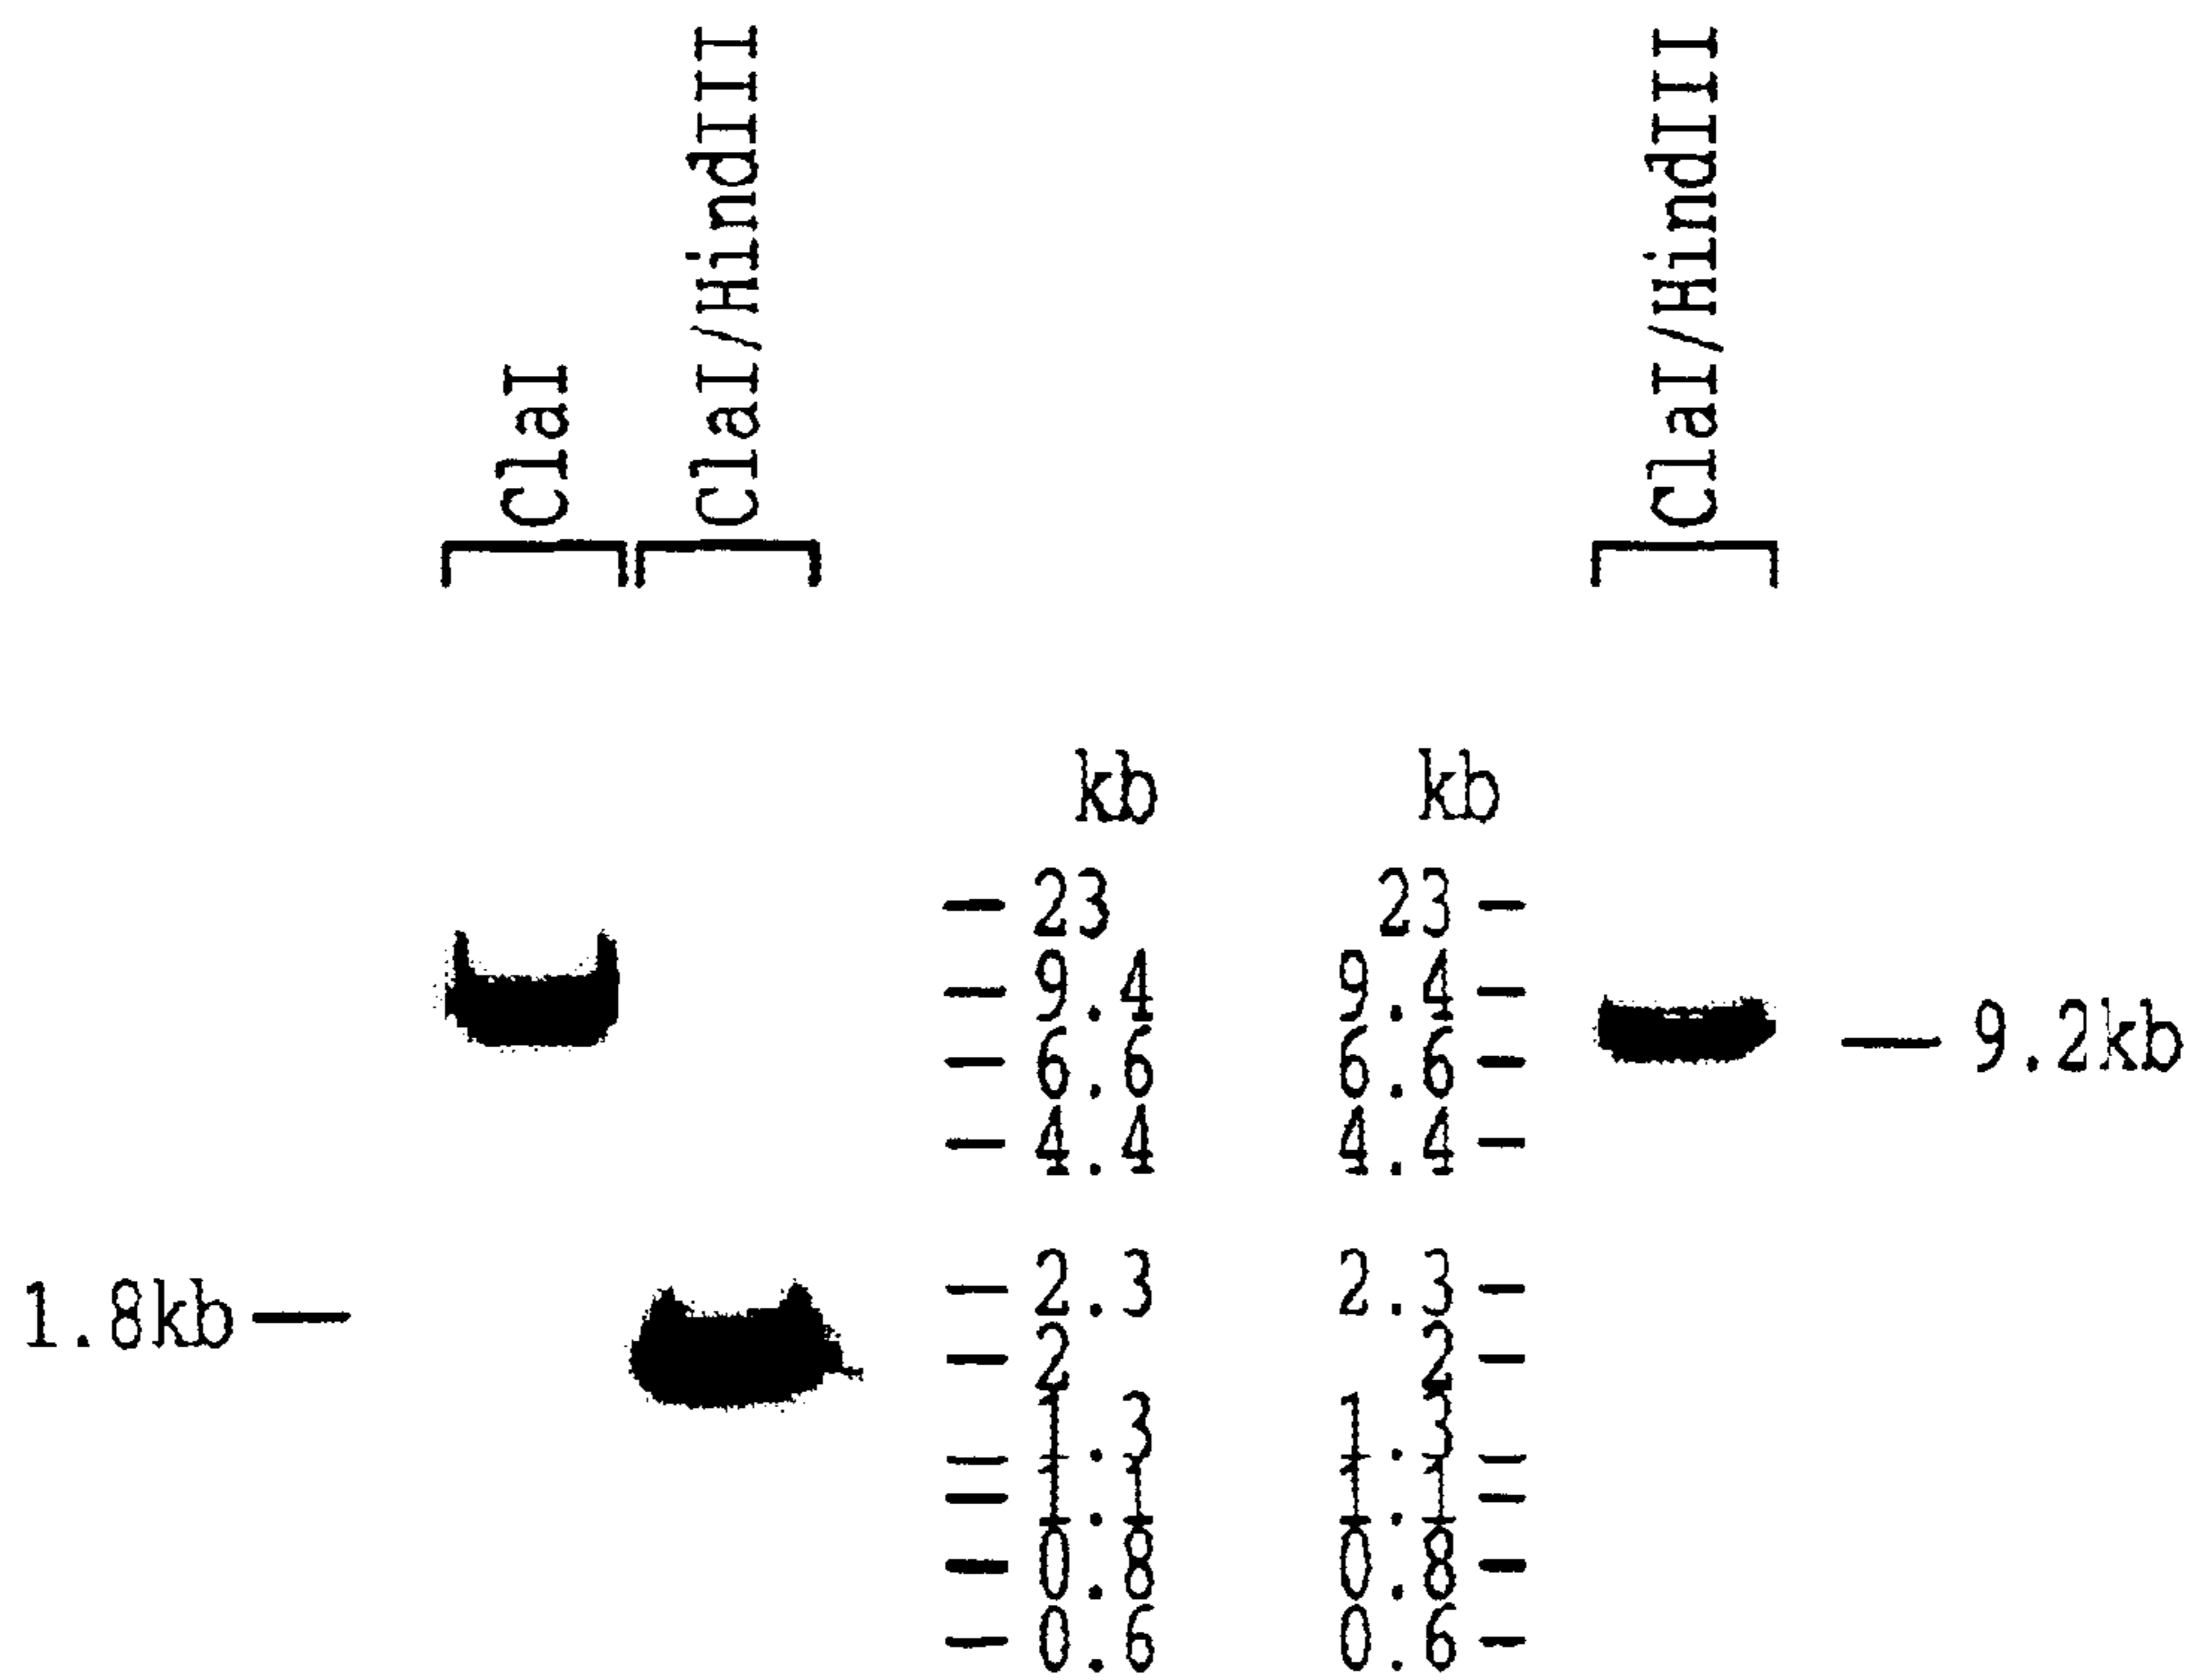 ClaI
ClaI/HindIII
ClaI/HindIII
kb kb
23 23
9.4 9.4
9.2kb
6.6 6.6
4.4 4.4
2.3 2.3
1.8kb
2 2
1.3 1.3
1.1 1.1
0.8 0.8
0.6 0.6